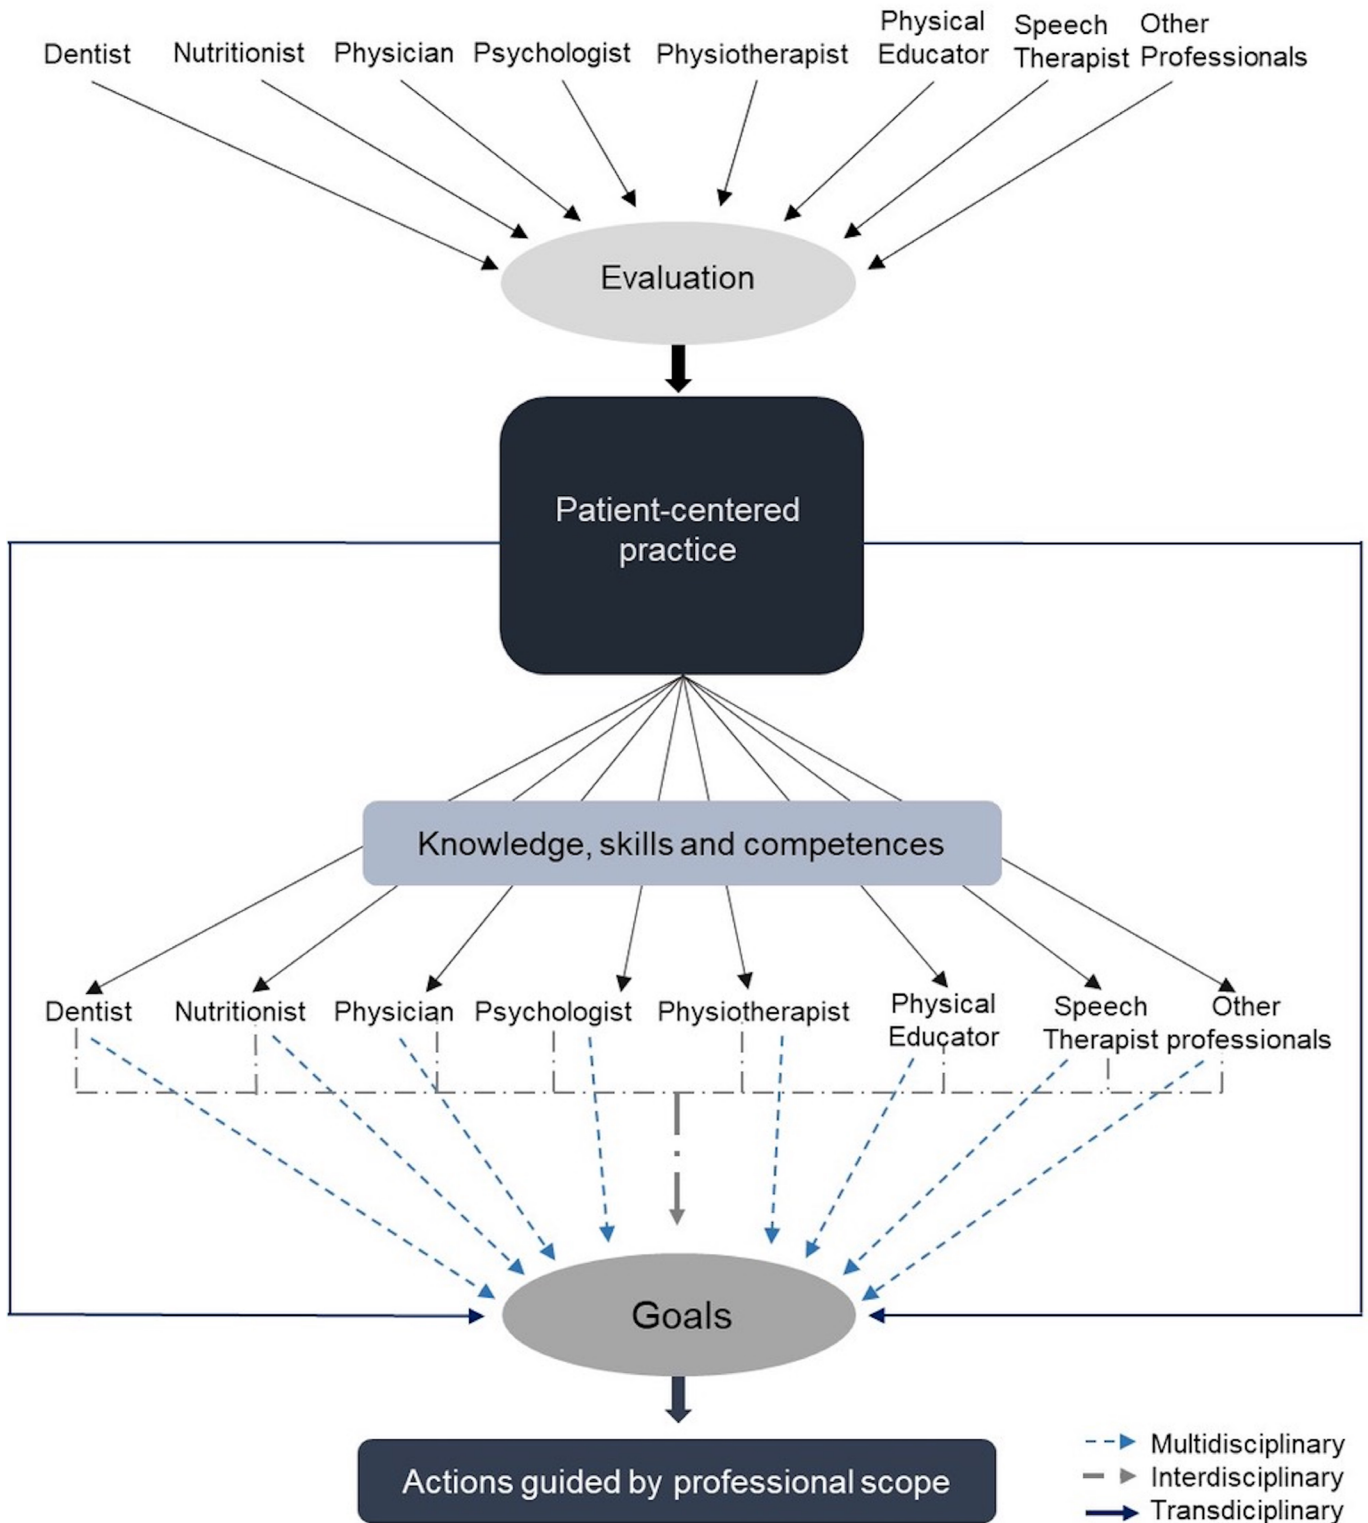 Dentist
Nutritionist
Physician
Psychologist
Physiotherapist
Physical
Educator
Speech
Therapist
Other
Professionals
Evaluation
Patient-centered
practice
Knowledge, skills and competences
Dentist
Nutritionist
Physician
Psychologist
Physiotherapist
Physical
Educator
Speech
Therapist
Other
professionals
Goals
Actions guided by professional scope
Multidisciplinary
Interdisciplinary
Transdiciplinary